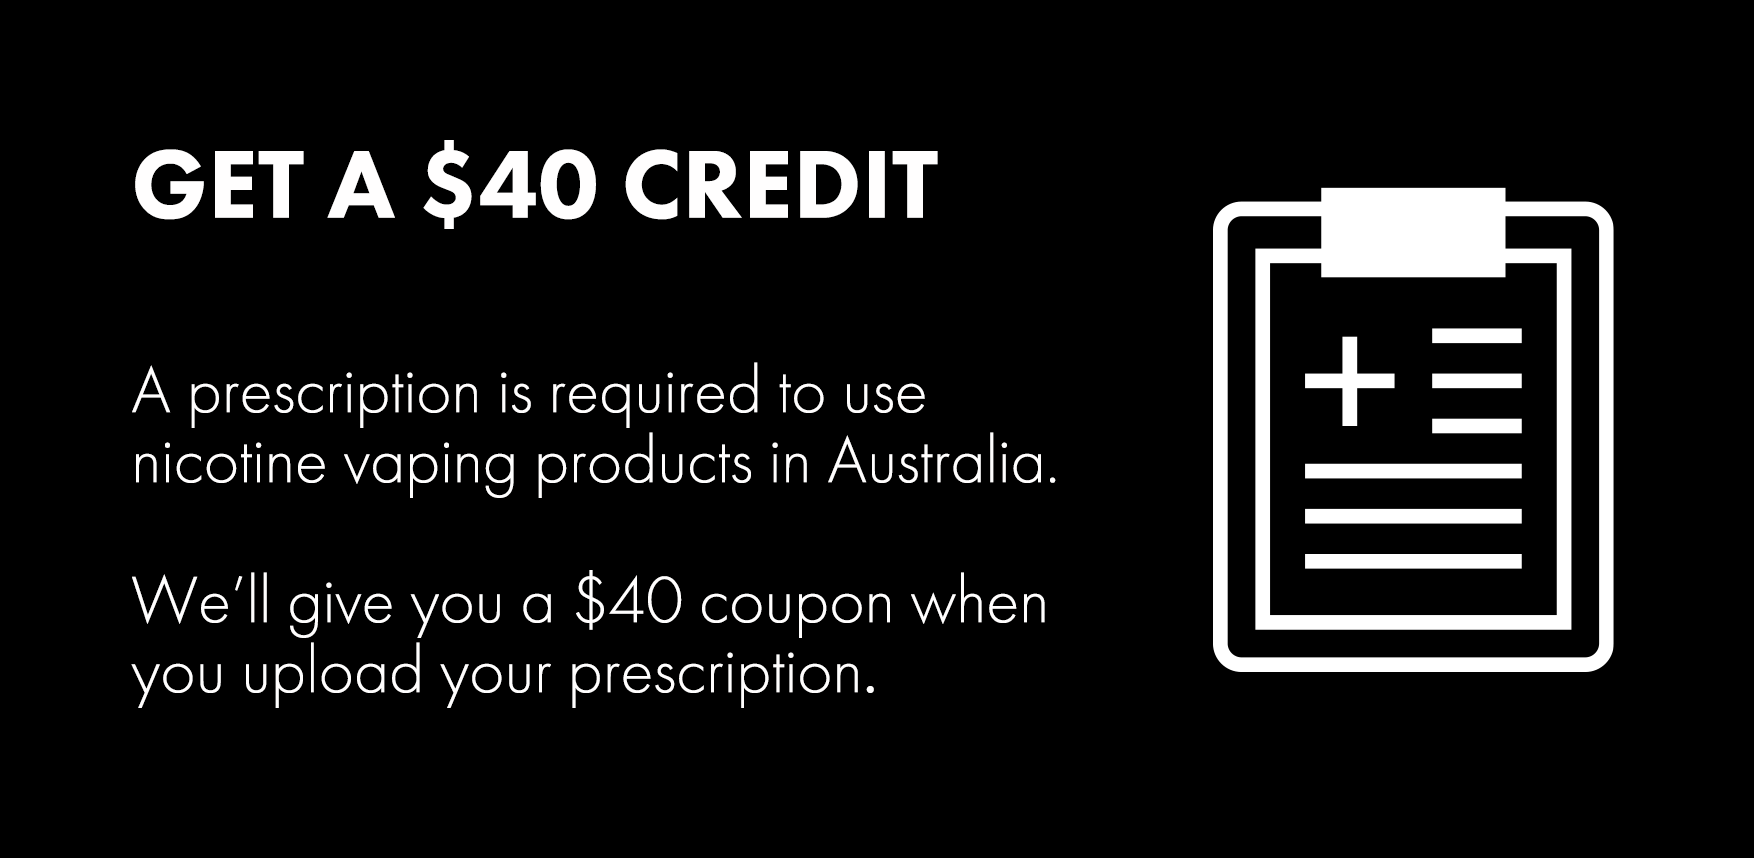 GET A $40 CREDIT
A prescription is required to use
nicotine vaping products in Australia.
We’ll give you a $40 coupon when
you upload your prescription.